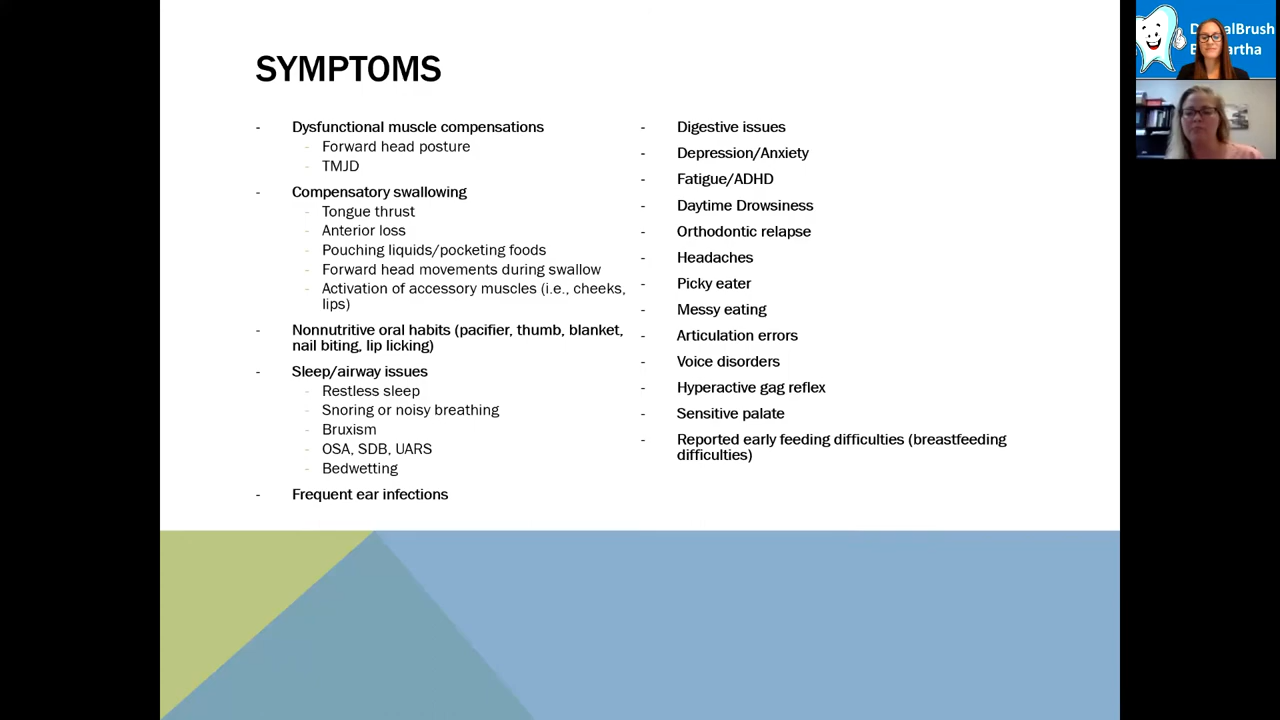 SYMPTOMS
- Dysfunctional muscle compensations
- Forward head posture
- TMJD
- Compensatory swallowing
- Tongue thrust
- Anterior loss
- Pouching liquids/pocketing foods
- Forward head movements during swallow
- Activation of accessory muscles (i.e., cheeks,
lips)
- Nonnutritive oral habits (pacifier, thumb, blanket,
nail biting, lip licking)
- Sleep/airway issues
- Restless sleep
- Snoring or noisy breathing
- Bruxism
- OSA, SDB, UARS
- Bedwetting
- Frequent ear infections
- Digestive issues
- Depression/Anxiety
- Fatigue/ADHD
- Daytime Drowsiness
- Orthodontic relapse
- Headaches
- Picky eater
- Messy eating
- Articulation errors
- Voice disorders
- Hyperactive gag reflex
- Sensitive palate
- Reported early feeding difficulties (breastfeeding
difficulties)